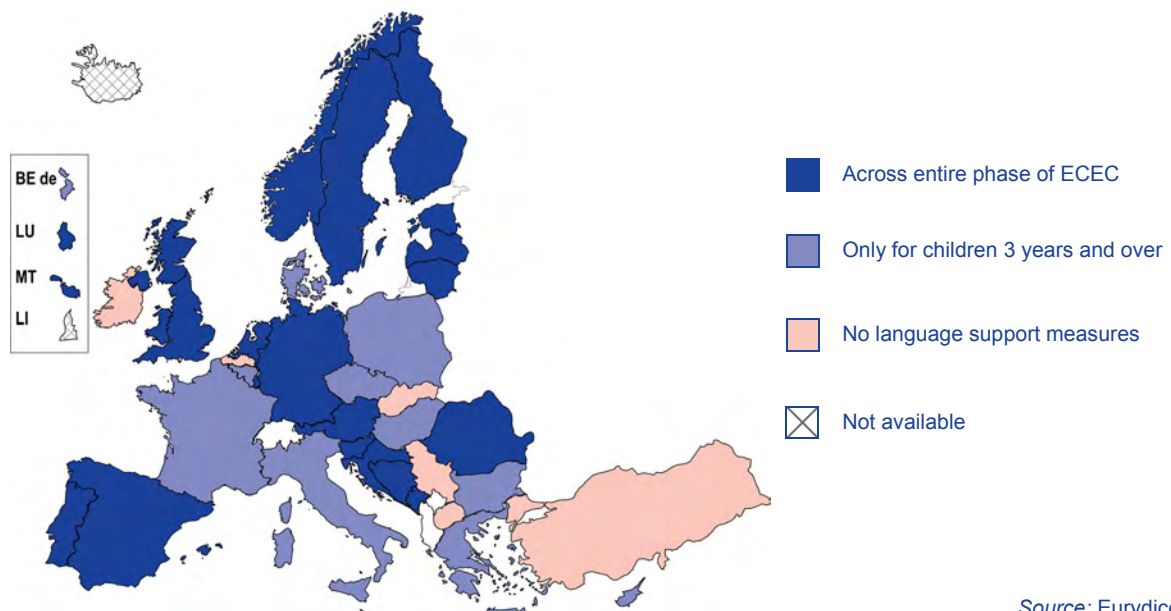 BE de
LU
MT
LI
Across entire phase of ECEC
Only for children 3 years and over
No language support measures
Not available
Source: Eurydice